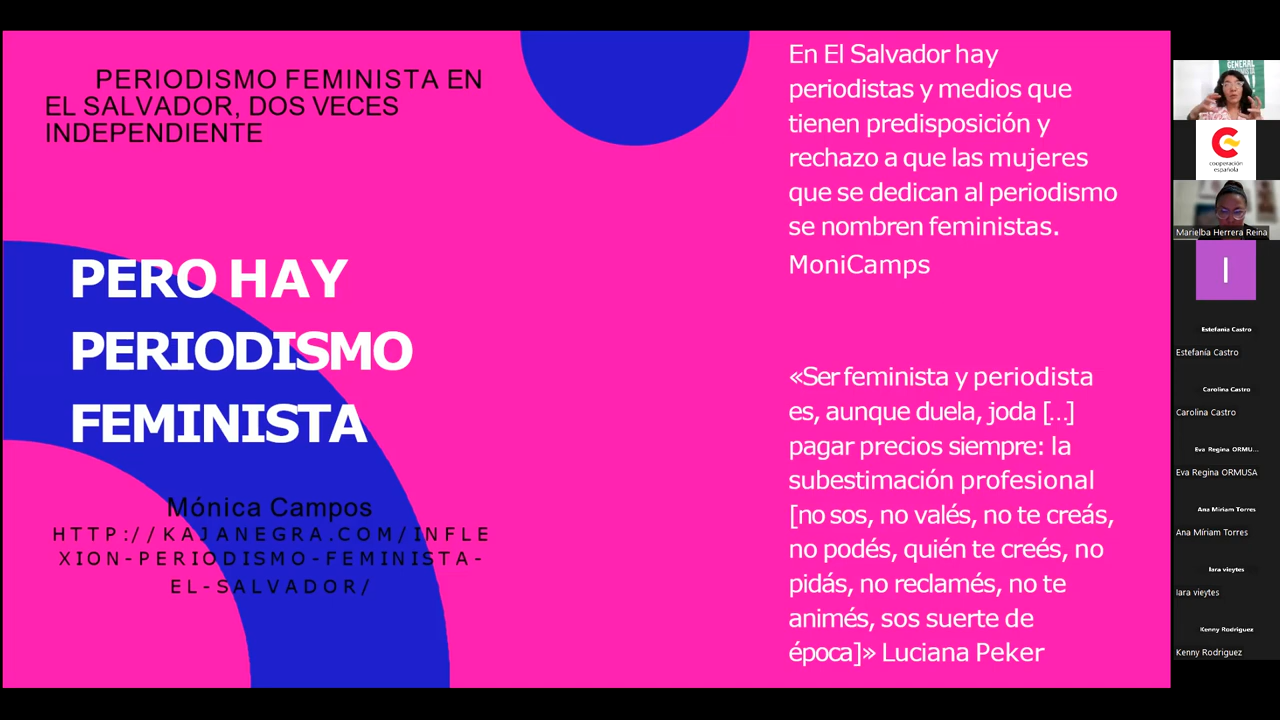 PERIODISMO FEMINISTA EN
EL SALVADOR, DOS VECES
INDEPENDIENTE
PERO HAY
PERIODISMO
FEMINISTA
Mónica Campos
HTTP://KAJANEGRA.COM/INFLE
XION-PERIODISMO-FEMINISTA-
EL-SALVADOR/
En El Salvador hay
periodistas y medios que
tienen predisposición y
rechazo a que las mujeres
que se dedican al periodismo
se nombren feministas.
MoniCamps
«Ser feminista y periodista
es, aunque duela, joda [...]
pagar precios siempre: la
subestimación profesional
[no sos, no valés, no te creás,
no podés, quién te creés, no
pidás, no reclamés, no te
animés, sos suerte de
época]» Luciana Peker
GENERAL
cooperación
española
Marielba Herrera Reina
I
Estefanía Castro
Estefanía Castro
Carolina Castro
Carolina Castro
Eva Regina ORMU...
Eva Regina ORMUSA
Ana Miriam Torres
Ana Míriam Torres
Iara vieytes
Iara vieytes
Kenny Rodriguez
Kenny Rodriguez